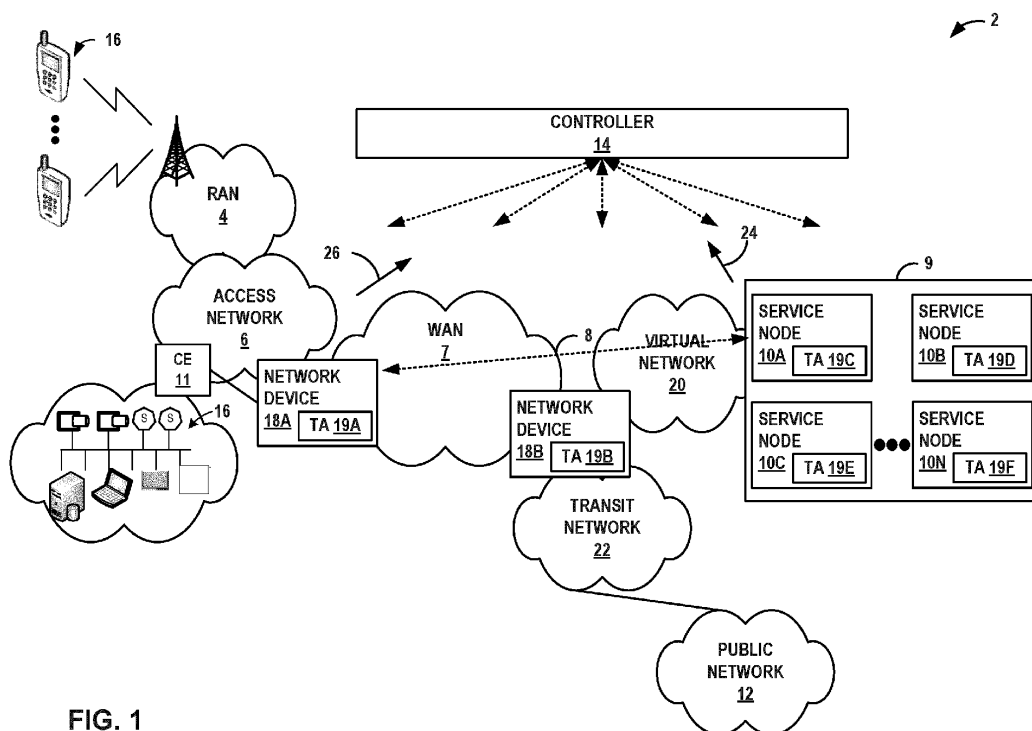 2
16
CONTROLLER
14
RAN
4
26
24
9
ACCESS
NETWORK
6
WAN
7
8
VIRTUAL
NETWORK
20
SERVICE
NODE
10A TA 19C
SERVICE
NODE
10B TA 19D
CE
11
NETWORK
DEVICE
18A TA 19A
16
S S
NETWORK
DEVICE
18B TA 19B
SERVICE
NODE
10C TA 19E
SERVICE
NODE
10N TA 19F
TRANSIT
NETWORK
22
PUBLIC
NETWORK
12
FIG. 1